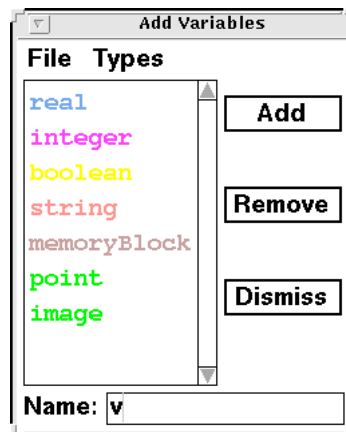 Add Variables
File Types
real
integer
boolean
string
memoryBlock
point
image
Add
Remove
Dismiss
Name: v